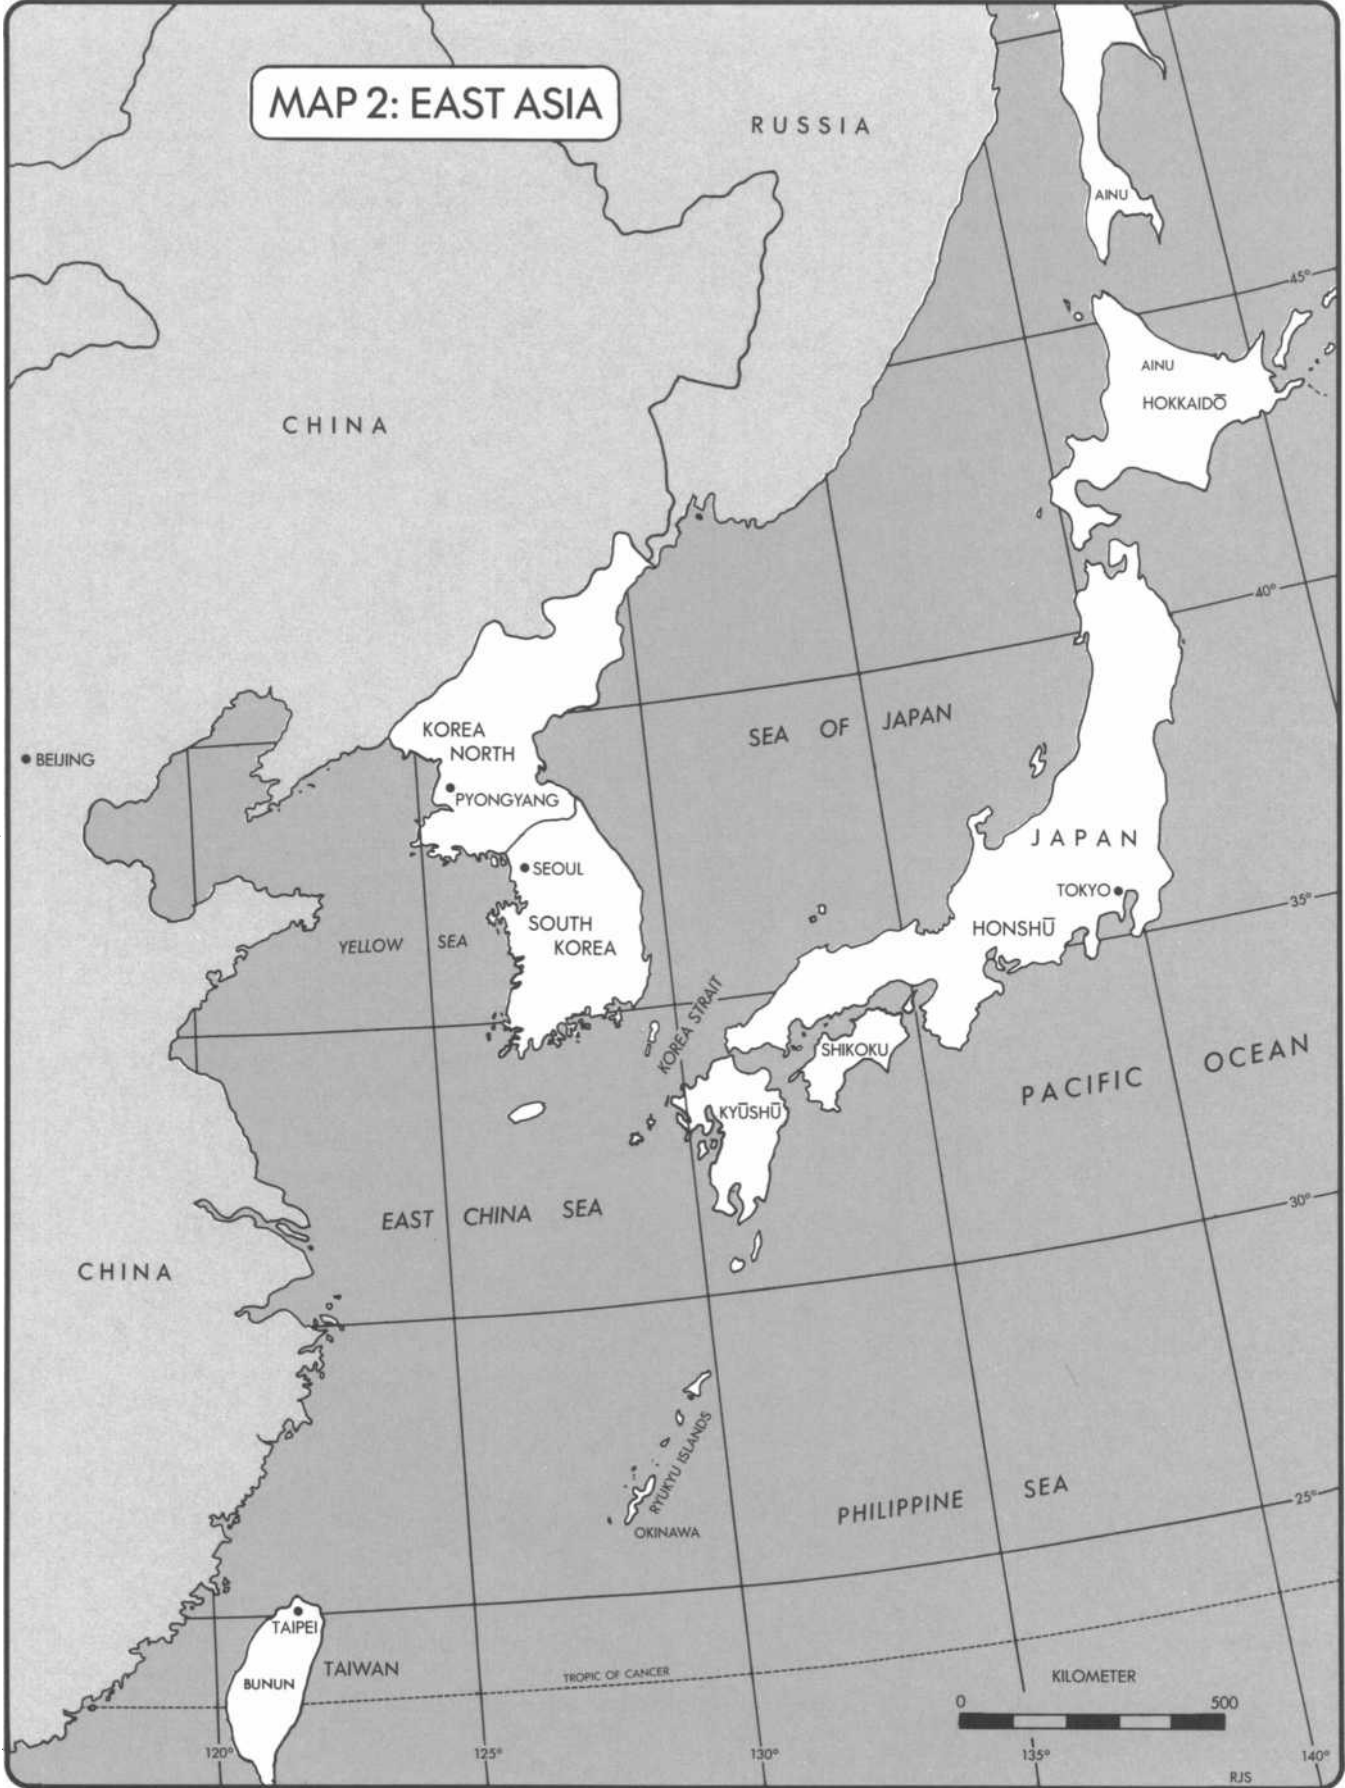 MAP 2: EAST ASIA
RUSSIA
AINU
45°
AINU
HOKKAIDŌ
CHINA
40°
KOREA
NORTH
SEA OF JAPAN
BEIJING
PYONGYANG
JAPAN
SEOUL
TOKYO
35°
SOUTH
KOREA
HONSHŪ
YELLOW SEA
KOREA STRAIT
SHIKOKU
PACIFIC OCEAN
KYŪSHŪ
30°
EAST CHINA SEA
CHINA
RYUKYU ISLANDS
PHILIPPINE SEA
25°
OKINAWA
TAIPEI
TAIWAN
BUNUN
TROPIC OF CANCER
KILOMETER
0 500
120° 125° 130° 135° 140°
RJS